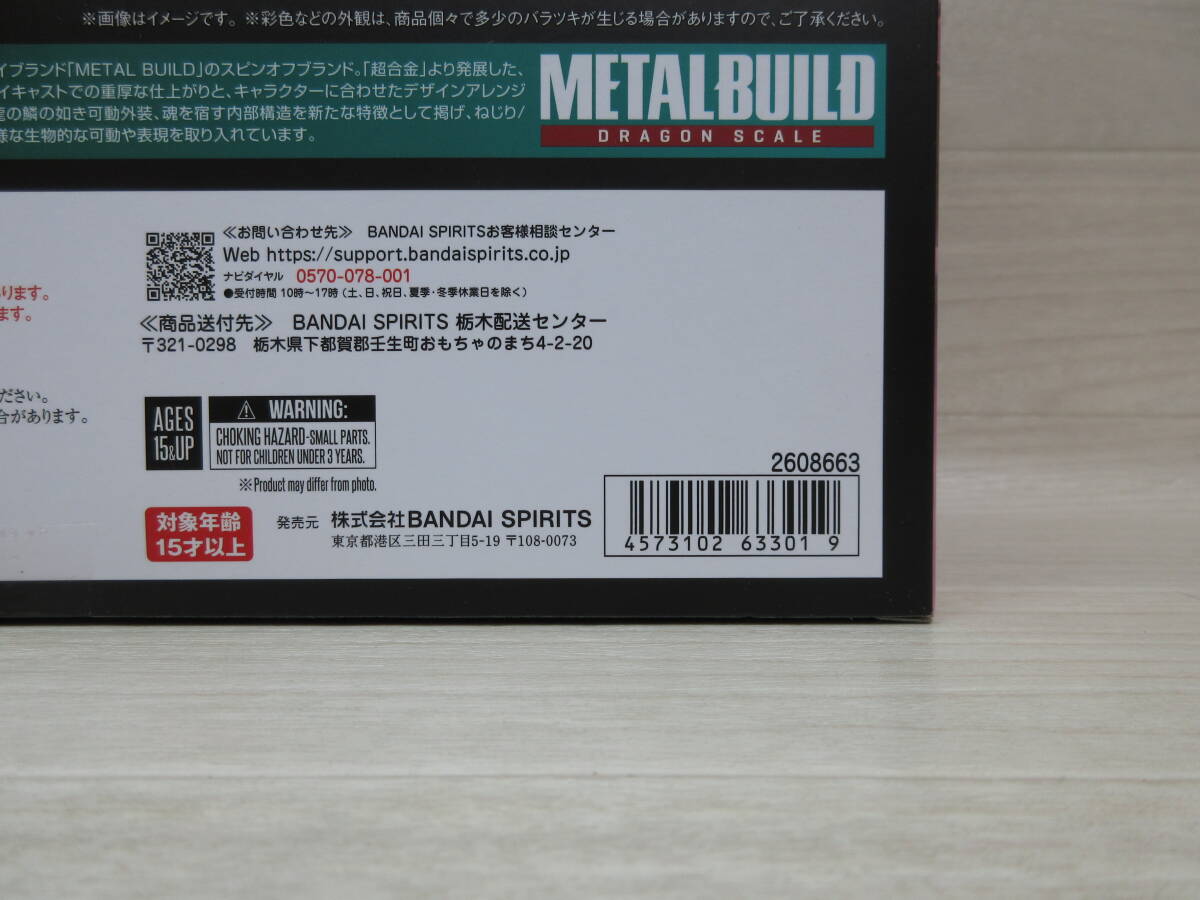 ※画像はイメージです。 ※彩色などの外観は、商品個々で多少のバラツキが生じる場合がありますので、ご了承ください。
イブランド「METAL BUILD」のスピンオフブランド。「超合金」より発展した、
イキャストでの重厚な仕上がりと、キャラクターに合わせたデザインアレンジ
の鱗の如き可動外装、魂を宿す内部構造を新たな特徴として掲げ、ねじり/
様な生物的な可動や表現を取り入れています。
METAL BUILD
DRAGON SCALE
≪お問い合わせ先≫ BANDAI SPIRITSお客様相談センター
Web https://support.bandaispirits.co.jp
ナビダイヤル 0570-078-001
●受付時間 10時～17時 (土、日、祝日、夏季・冬季休業日を除く)
ります。
ます。
≪商品送付先≫ BANDAI SPIRITS 栃木配送センター
〒321-0298 栃木県下都賀郡壬生町おもちゃのまち4-2-20
ださい。
合があります。
AGES
15&UP
⚠ WARNING:
CHOKING HAZARD-SMALL PARTS.
NOT FOR CHILDREN UNDER 3 YEARS.
※Product may differ from photo.
対象年齢
15才以上
発売元 株式会社BANDAI SPIRITS
東京都港区三田三丁目5-19 〒108-0073
2608663
4573102 63301 9